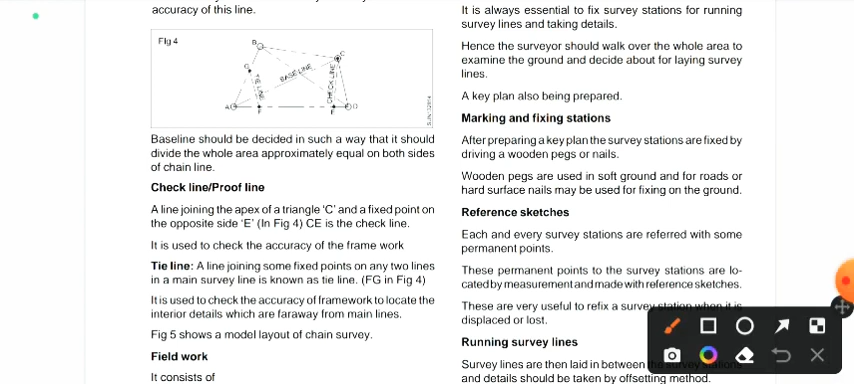 accuracy of this line.
Fig 4
B
C
G
BASE LINE
TIE LINE
CHECK LINE
A
F
E
D
Baseline should be decided in such a way that it should
divide the whole area approximately equal on both sides
of chain line.
Check line/Proof line
A line joining the apex of a triangle ‘C’ and a fixed point on
the opposite side ‘E’ (In Fig 4) CE is the check line.
It is used to check the accuracy of the frame work
Tie line: A line joining some fixed points on any two lines
in a main survey line is known as tie line. (FG in Fig 4)
It is used to check the accuracy of framework to locate the
interior details which are faraway from main lines.
Fig 5 shows a model layout of chain survey.
Field work
It consists of
It is always essential to fix survey stations for running
survey lines and taking details.
Hence the surveyor should walk over the whole area to
examine the ground and decide about for laying survey
lines.
A key plan also being prepared.
Marking and fixing stations
After preparing a key plan the survey stations are fixed by
driving a wooden pegs or nails.
Wooden pegs are used in soft ground and for roads or
hard surface nails may be used for fixing on the ground.
Reference sketches
Each and every survey stations are referred with some
permanent points.
These permanent points to the survey stations are lo-
cated by measurement and made with reference sketches.
These are very useful to refix a survey station when it is
displaced or lost.
Running survey lines
Survey lines are then laid in between the survey stations
and details should be taken by offsetting method.